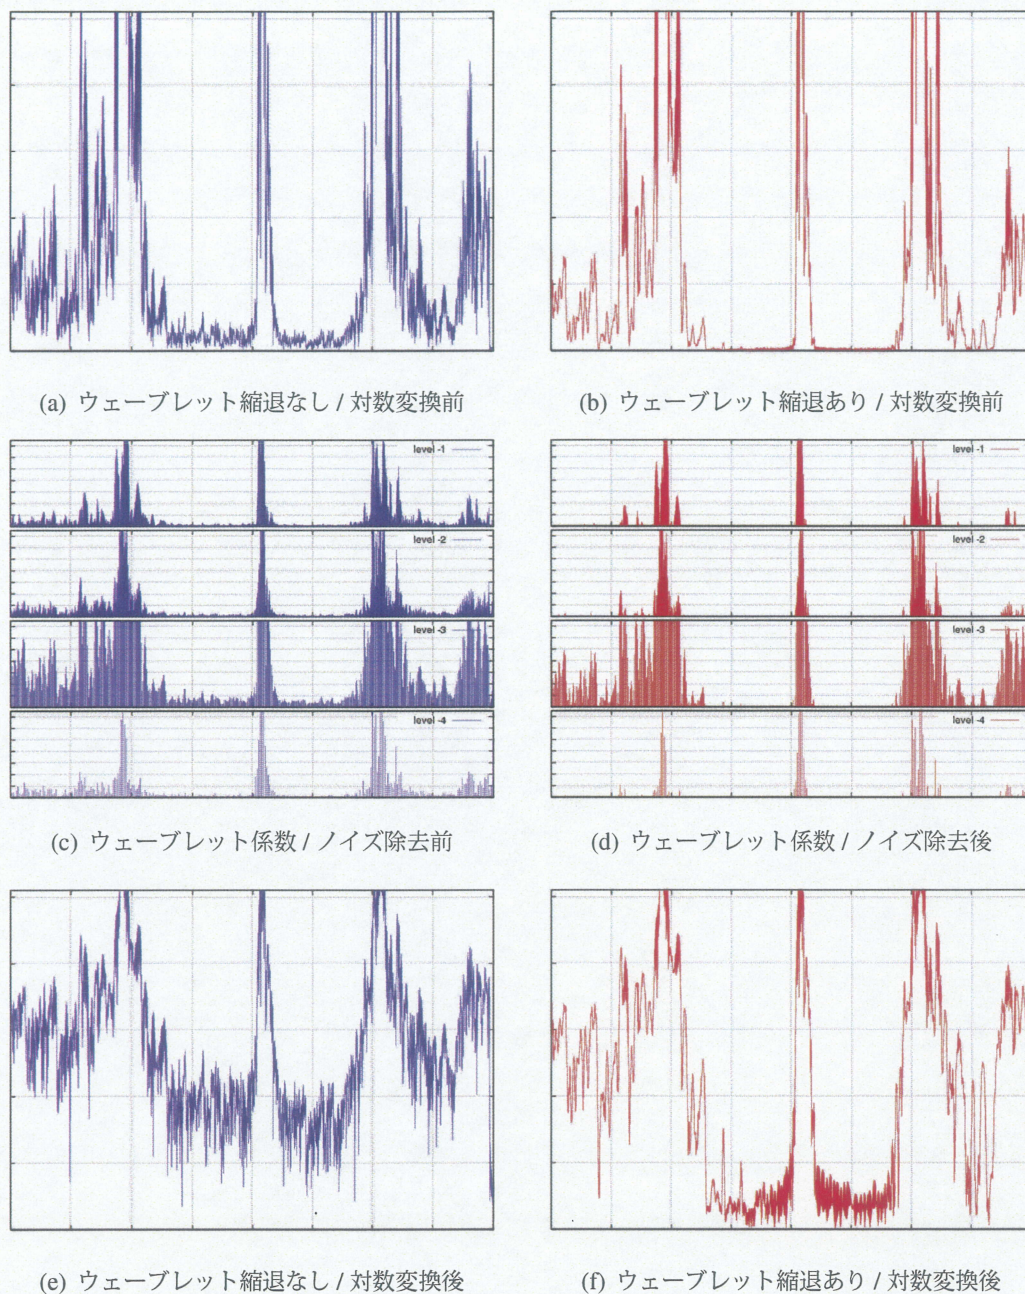 (a) ウェーブレット縮退なし / 対数変換前
(b) ウェーブレット縮退あり / 対数変換前
level -1
level -2
level -3
level -4
level -1
level -2
level -3
level -4
(c) ウェーブレット係数 / ノイズ除去前
(d) ウェーブレット係数 / ノイズ除去後
(e) ウェーブレット縮退なし / 対数変換後
(f) ウェーブレット縮退あり / 対数変換後